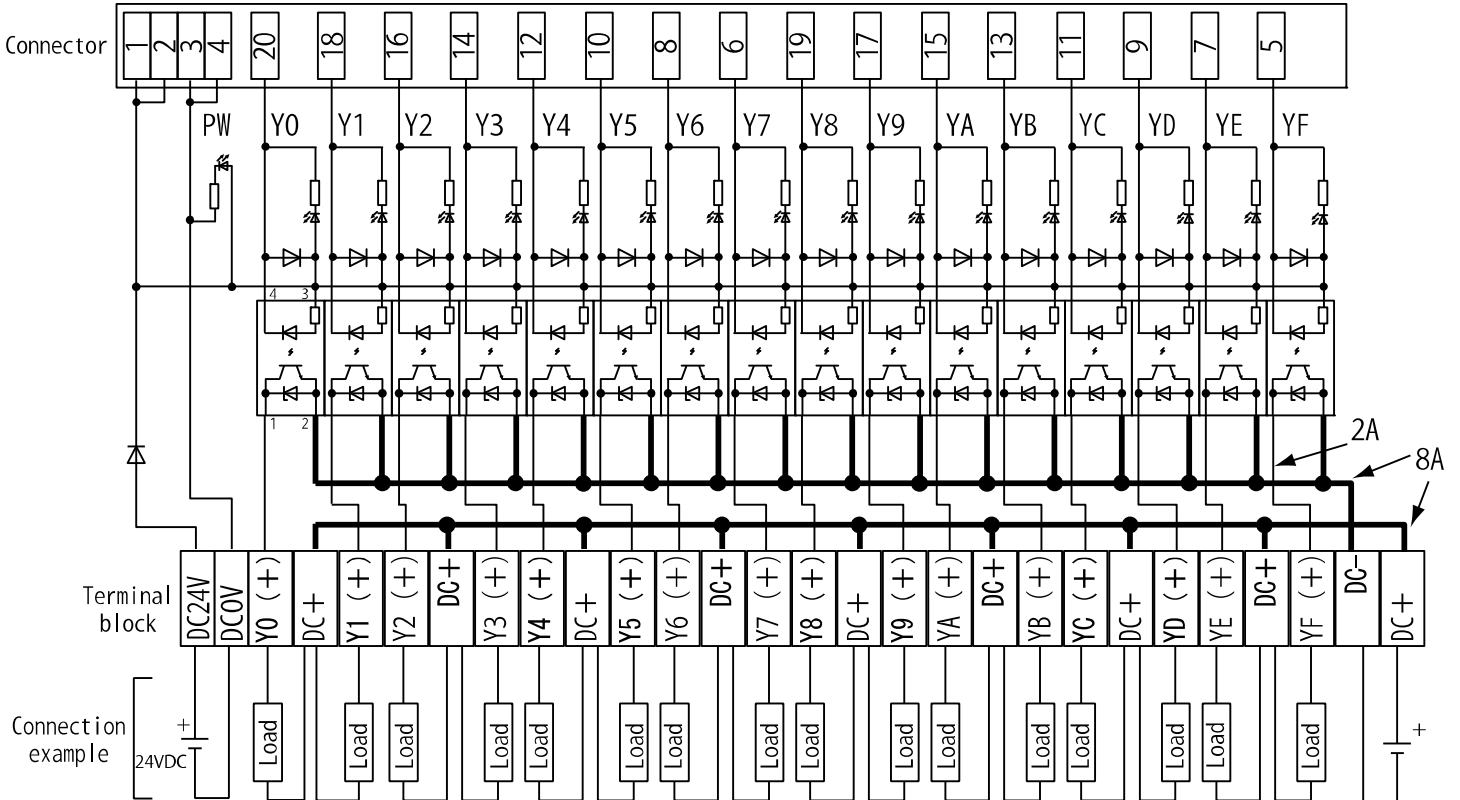 Connector 1 2 3 4 20 18 16 14 12 10 8 6 19 17 15 13 11 9 7 5
PW Y0 Y1 Y2 Y3 Y4 Y5 Y6 Y7 Y8 Y9 YA YB YC YD YE YF
4 3
1 2
2A
8A
Terminal
block
DC24V DC0V Y0 (+) DC+ Y1 (+) Y2 (+) DC+ Y3 (+) Y4 (+) DC+ Y5 (+) Y6 (+) DC+ Y7 (+) Y8 (+) DC+ Y9 (+) YA (+) DC+ YB (+) YC (+) DC+ YD (+) YE (+) DC+ YF (+) DC- DC+
Connection
example
+ 24VDC Load Load Load Load Load Load Load Load Load Load Load Load Load Load Load Load +